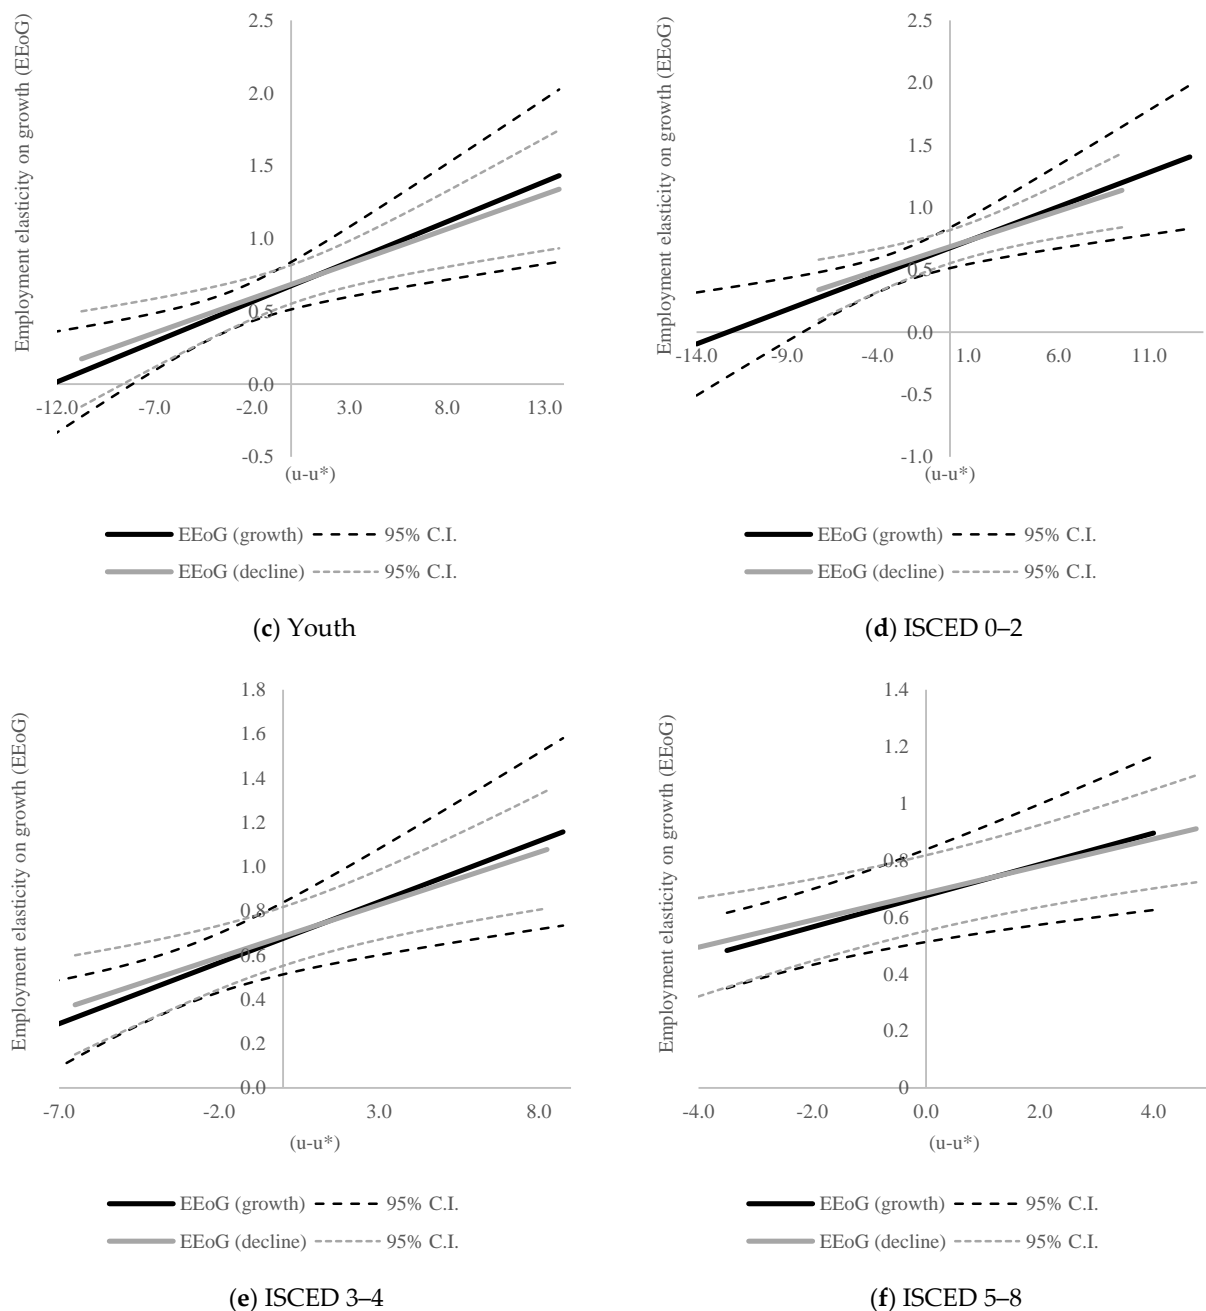 Employment elasticity on growth (EEoG)
2.5
2.0
1.5
1.0
0.5
0.0
-0.5
-12.0 -7.0 -2.0 3.0 8.0 13.0
(u-u*)
EEoG (growth) 95% C.I.
EEoG (decline) 95% C.I.
(c) Youth
Employment elasticity on growth (EEoG)
2.5
2.0
1.5
1.0
0.5
0.0
-0.5
-1.0
-14.0 -9.0 -4.0 1.0 6.0 11.0
(u-u*)
EEoG (growth) 95% C.I.
EEoG (decline) 95% C.I.
(d) ISCED 0–2
Employment elasticity on growth (EEoG)
1.8
1.6
1.4
1.2
1.0
0.8
0.6
0.4
0.2
0.0
-7.0 -2.0 3.0 8.0
(u-u*)
EEoG (growth) 95% C.I.
EEoG (decline) 95% C.I.
(e) ISCED 3–4
Employment elasticity on growth (EEoG)
1.4
1.2
1
0.8
0.6
0.4
0.2
0
-4.0 -2.0 0.0 2.0 4.0
(u-u*)
EEoG (growth) 95% C.I.
EEoG (decline) 95% C.I.
(f) ISCED 5–8